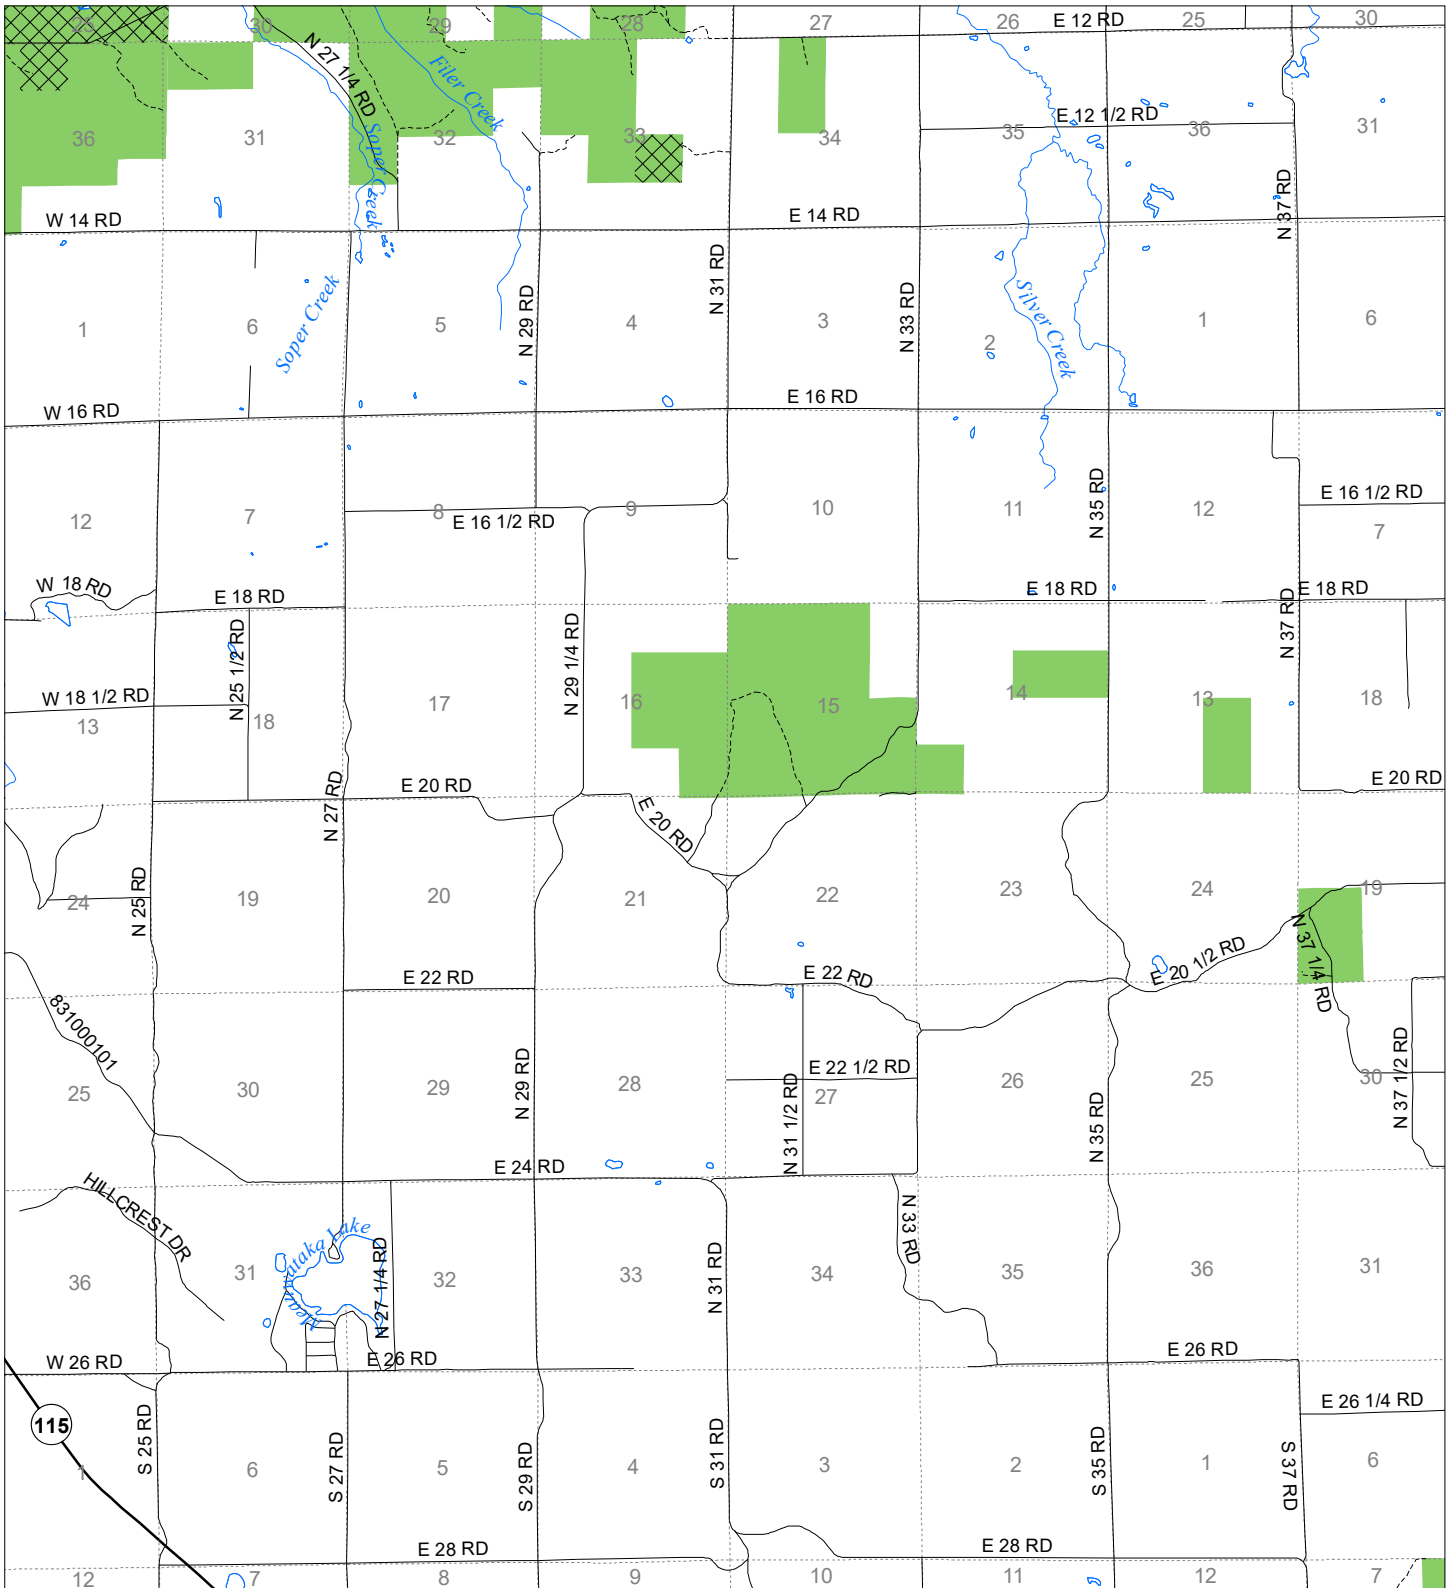 25
30
29
28
27
26
E 12 RD
25
30
N 27 1/4 RD
Filer Creek
36
31
Soper Creek
32
33
34
35
E 12 1/2 RD
36
31
W 14 RD
E 14 RD
N 37 RD
1
6
Soper Creek
5
N 29 RD
4
N 31 RD
3
N 33 RD
2
Silver Creek
1
6
W 16 RD
E 16 RD
12
7
8
E 16 1/2 RD
9
10
11
N 35 RD
12
E 16 1/2 RD
7
W 18 RD
E 18 RD
E 18 RD
E 18 RD
N 25 1/2 RD
N 29 1/4 RD
N 37 RD
W 18 1/2 RD
13
18
17
16
15
14
13
18
N 27 RD
E 20 RD
E 20 RD
E 20 RD
24
N 25 RD
19
20
21
22
23
24
19
E 22 RD
E 22 RD
E 20 1/2 RD
N 37 1/4 RD
831000101
25
30
29
N 29 RD
28
E 22 1/2 RD
N 31 1/2 RD
27
26
N 35 RD
25
30
N 37 1/2 RD
E 24 RD
HILLCREST DR
36
31
N 27 1/4 RD
32
33
N 31 RD
34
N 33 RD
35
36
31
W 26 RD
E 26 RD
E 26 RD
E 26 1/4 RD
115
1
S 25 RD
6
S 27 RD
5
S 29 RD
4
S 31 RD
3
2
S 35 RD
1
S 37 RD
6
E 28 RD
E 28 RD
12
7
8
9
10
11
12
7
Lake